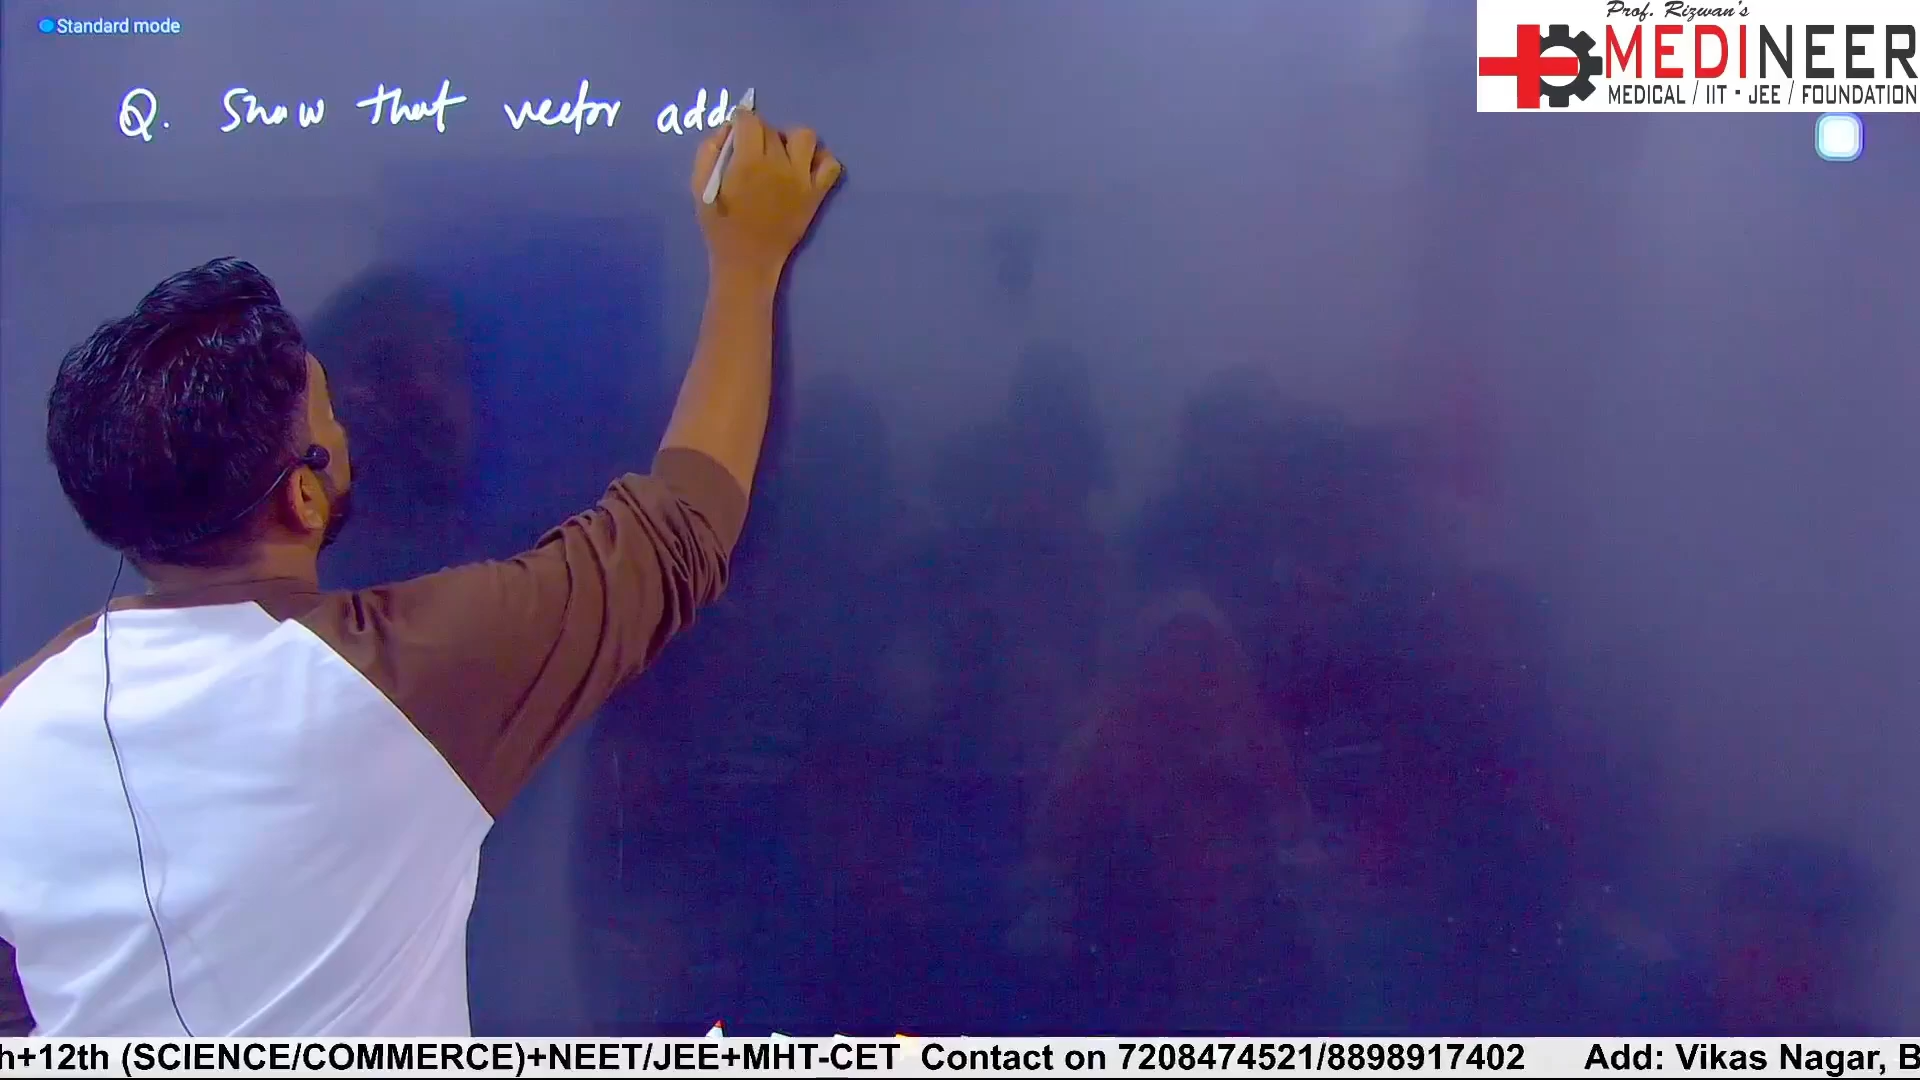 Standard mode
Prof. Rizwan's
MEDINEER
MEDICAL / IIT - JEE / FOUNDATION
Q. Show that vector add
h+12th (SCIENCE/COMMERCE)+NEET/JEE+MHT-CET Contact on 7208474521/8898917402 Add: Vikas Nagar, B